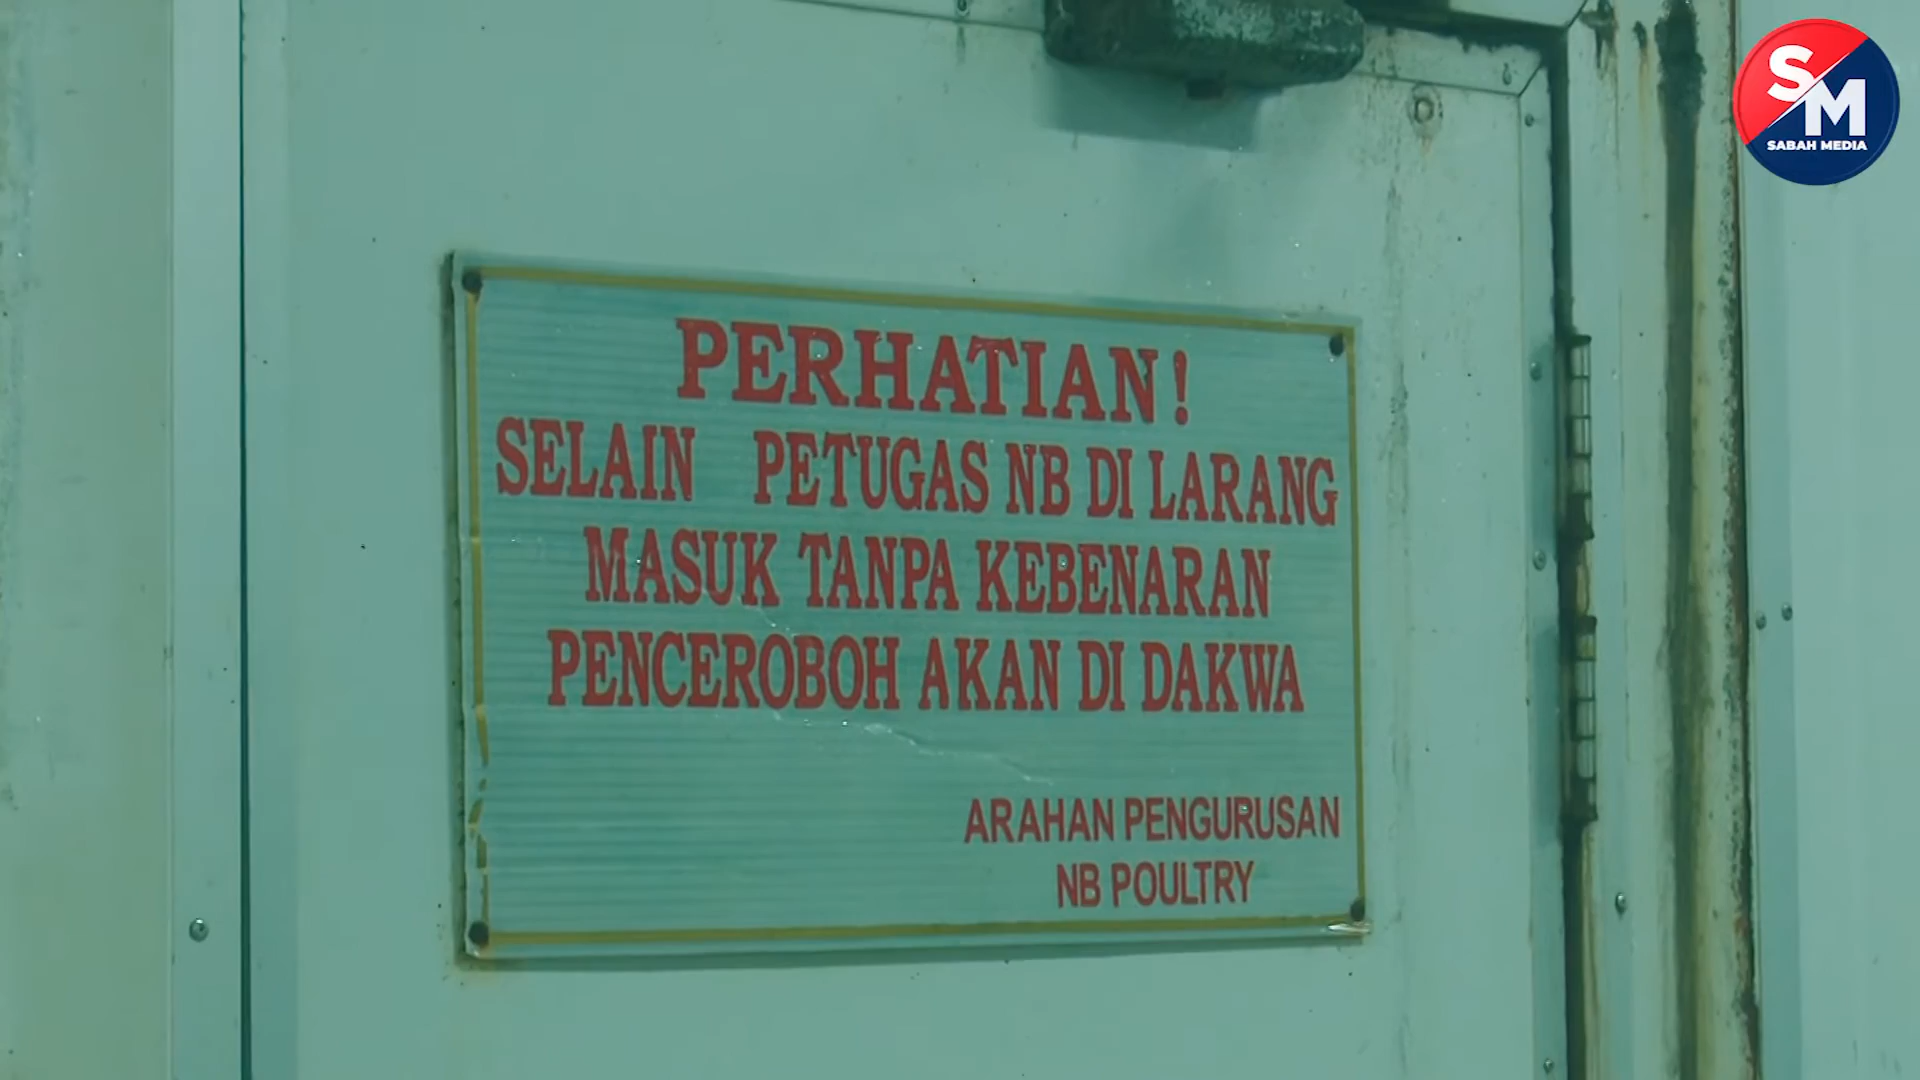 SM
SABAH MEDIA
PERHATIAN!
SELAIN PETUGAS NB DI LARANG
MASUK TANPA KEBENARAN
PENCEROBOH AKAN DI DAKWA
ARAHAN PENGURUSAN
NB POULTRY